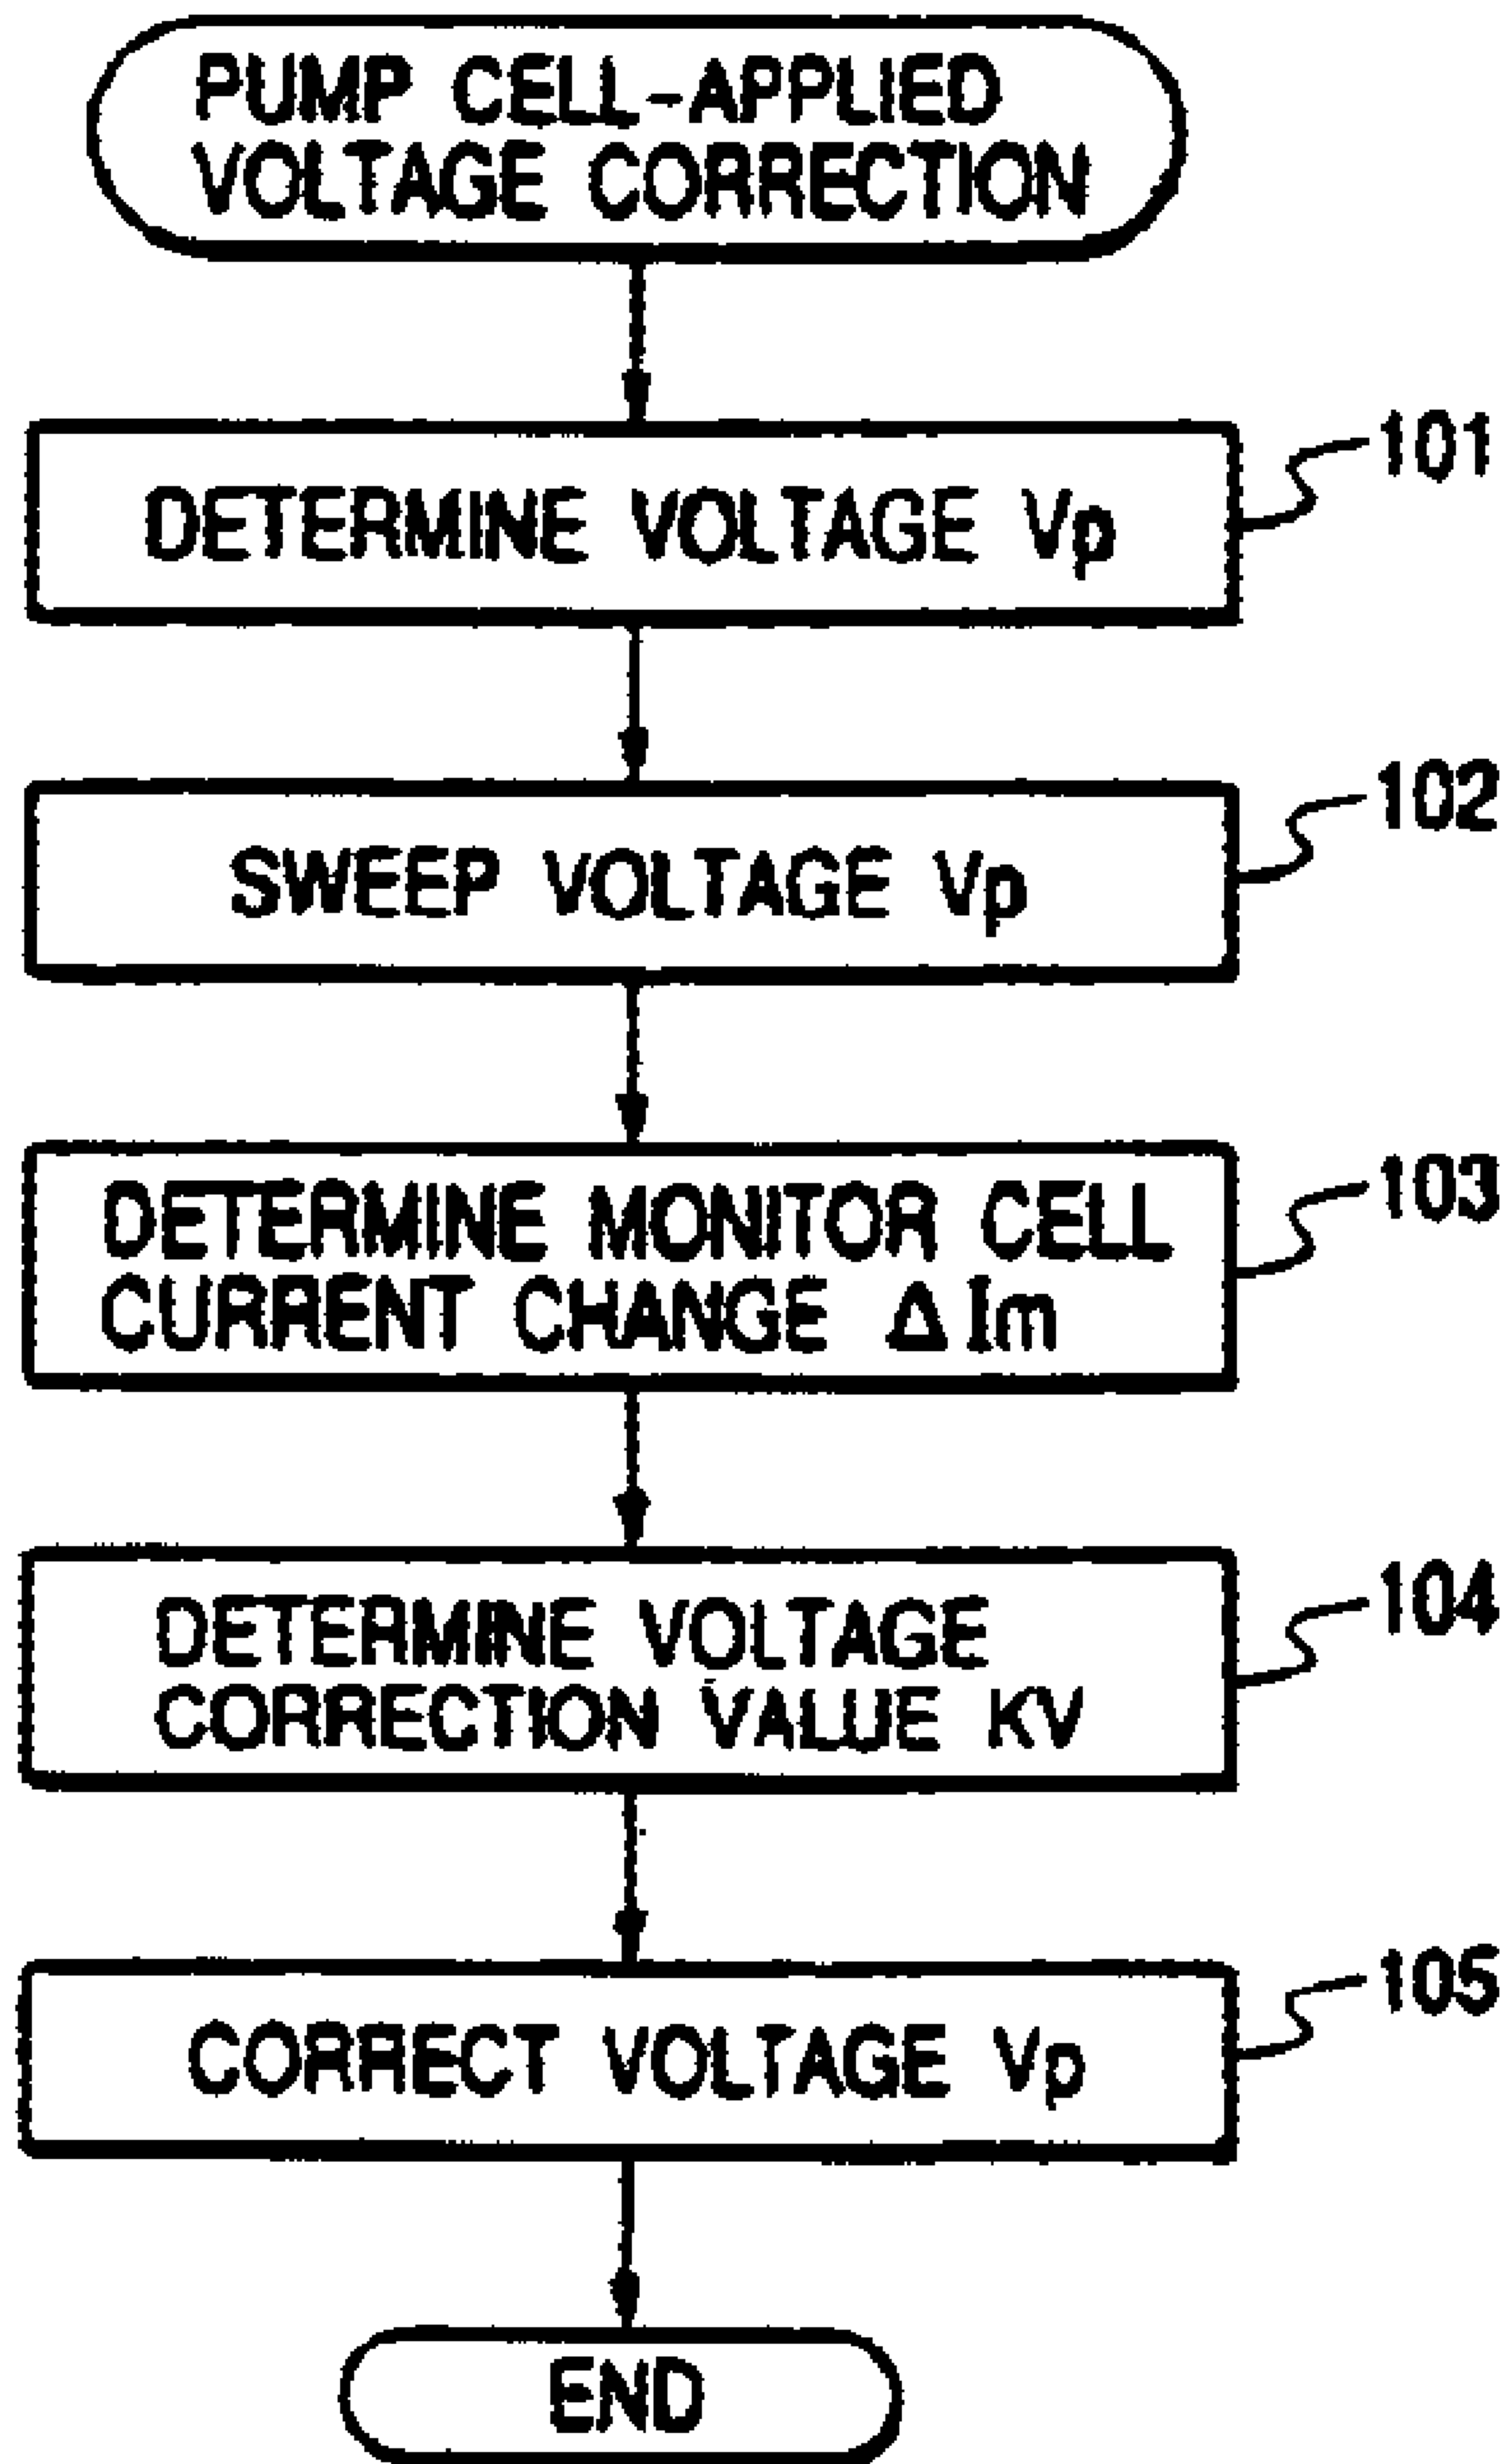 PUMP CELL-APPLIED
VOLTAGE CORRECTION
101
DETERMINE VOLTAGE Vp
102
SWEEP VOLTAGE Vp
103
DETERMINE MONITOR CELL
CURRENT CHANGE Δ Im
104
DETERMINE VOLTAGE
CORRECTION VALUE KV
105
CORRECT VOLTAGE Vp
END